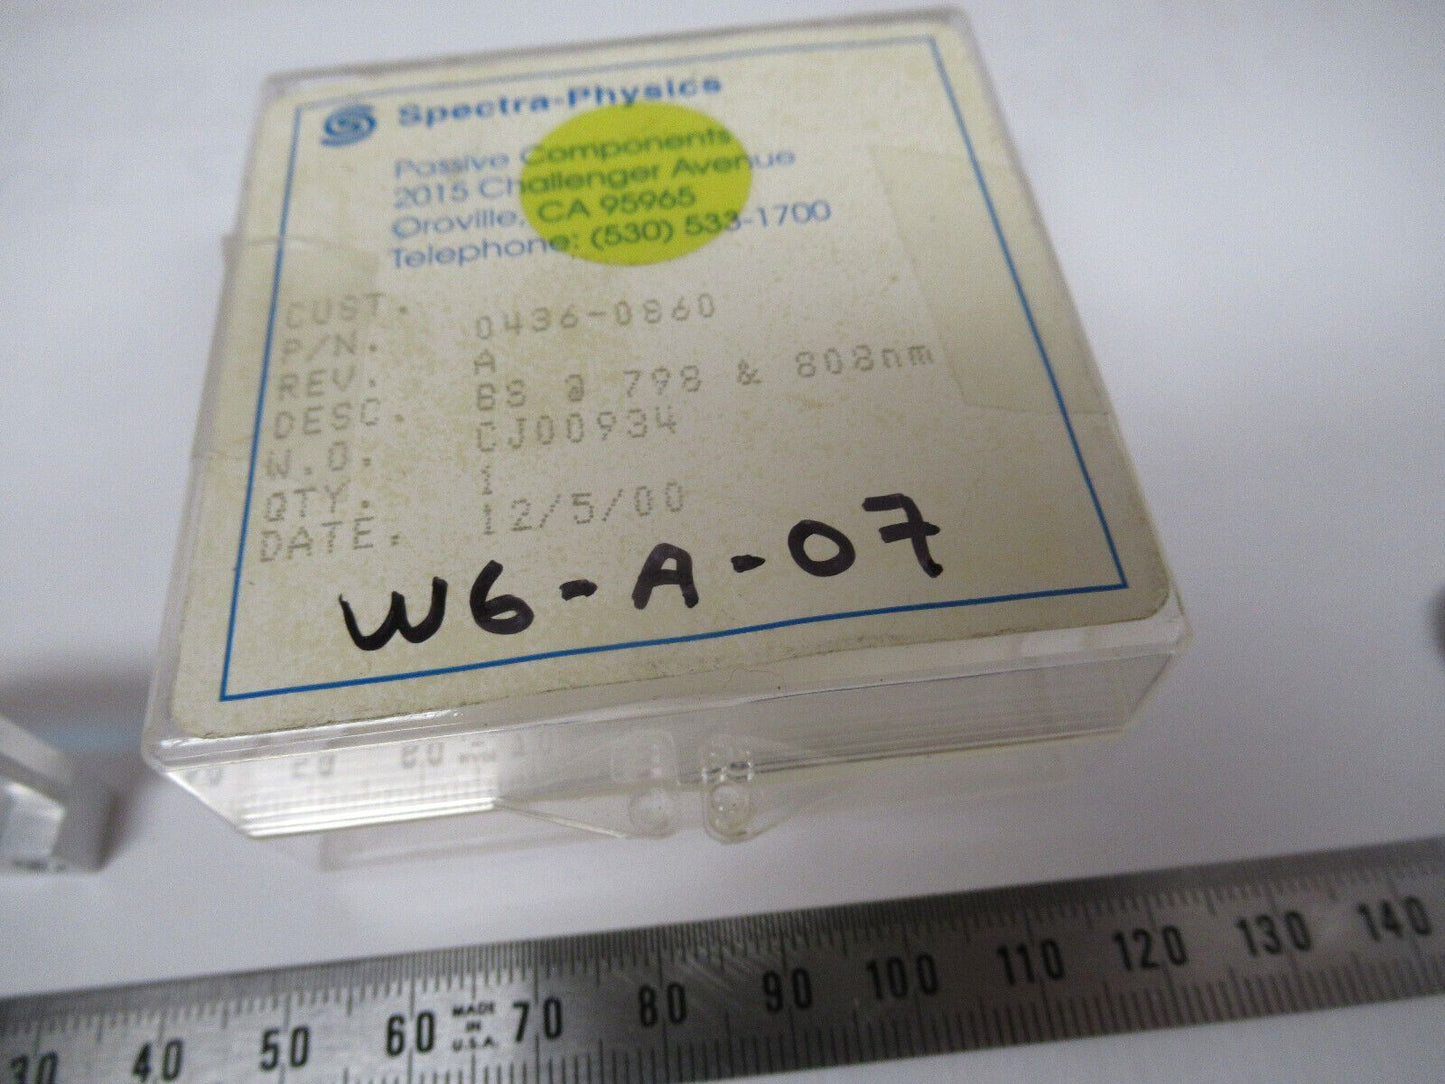 Spectra-Physics
Passive Components
2015 Challenger Avenue
Oroville, CA 95965
Telephone: (530) 533-1700
CUST.
P/N. 0436-0860
REV. A
DESC. BS @ 798 & 808nm
W.O. CJ00934
QTY. 1
DATE. 12/5/00
W6-A-07
30 40 50 60 MADE IN U.S.A. 70 80 90 100 110 120 130 140